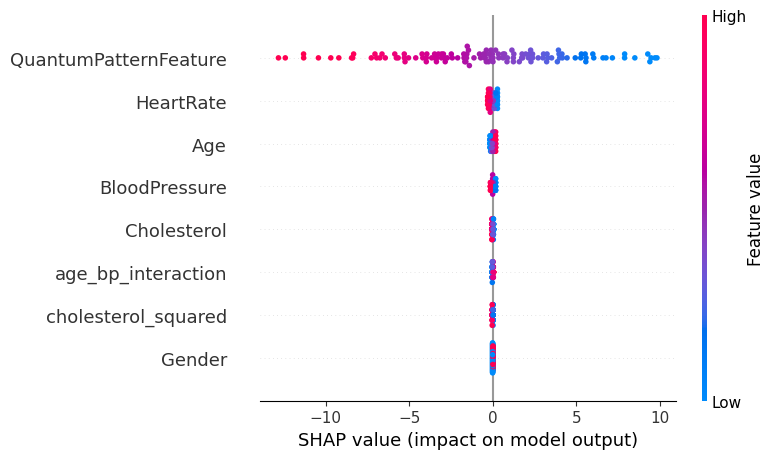 High
QuantumPatternFeature
HeartRate
Age
BloodPressure
Cholesterol
age_bp_interaction
cholesterol_squared
Gender
Feature value
Low
−10 −5 0 5 10
SHAP value (impact on model output)